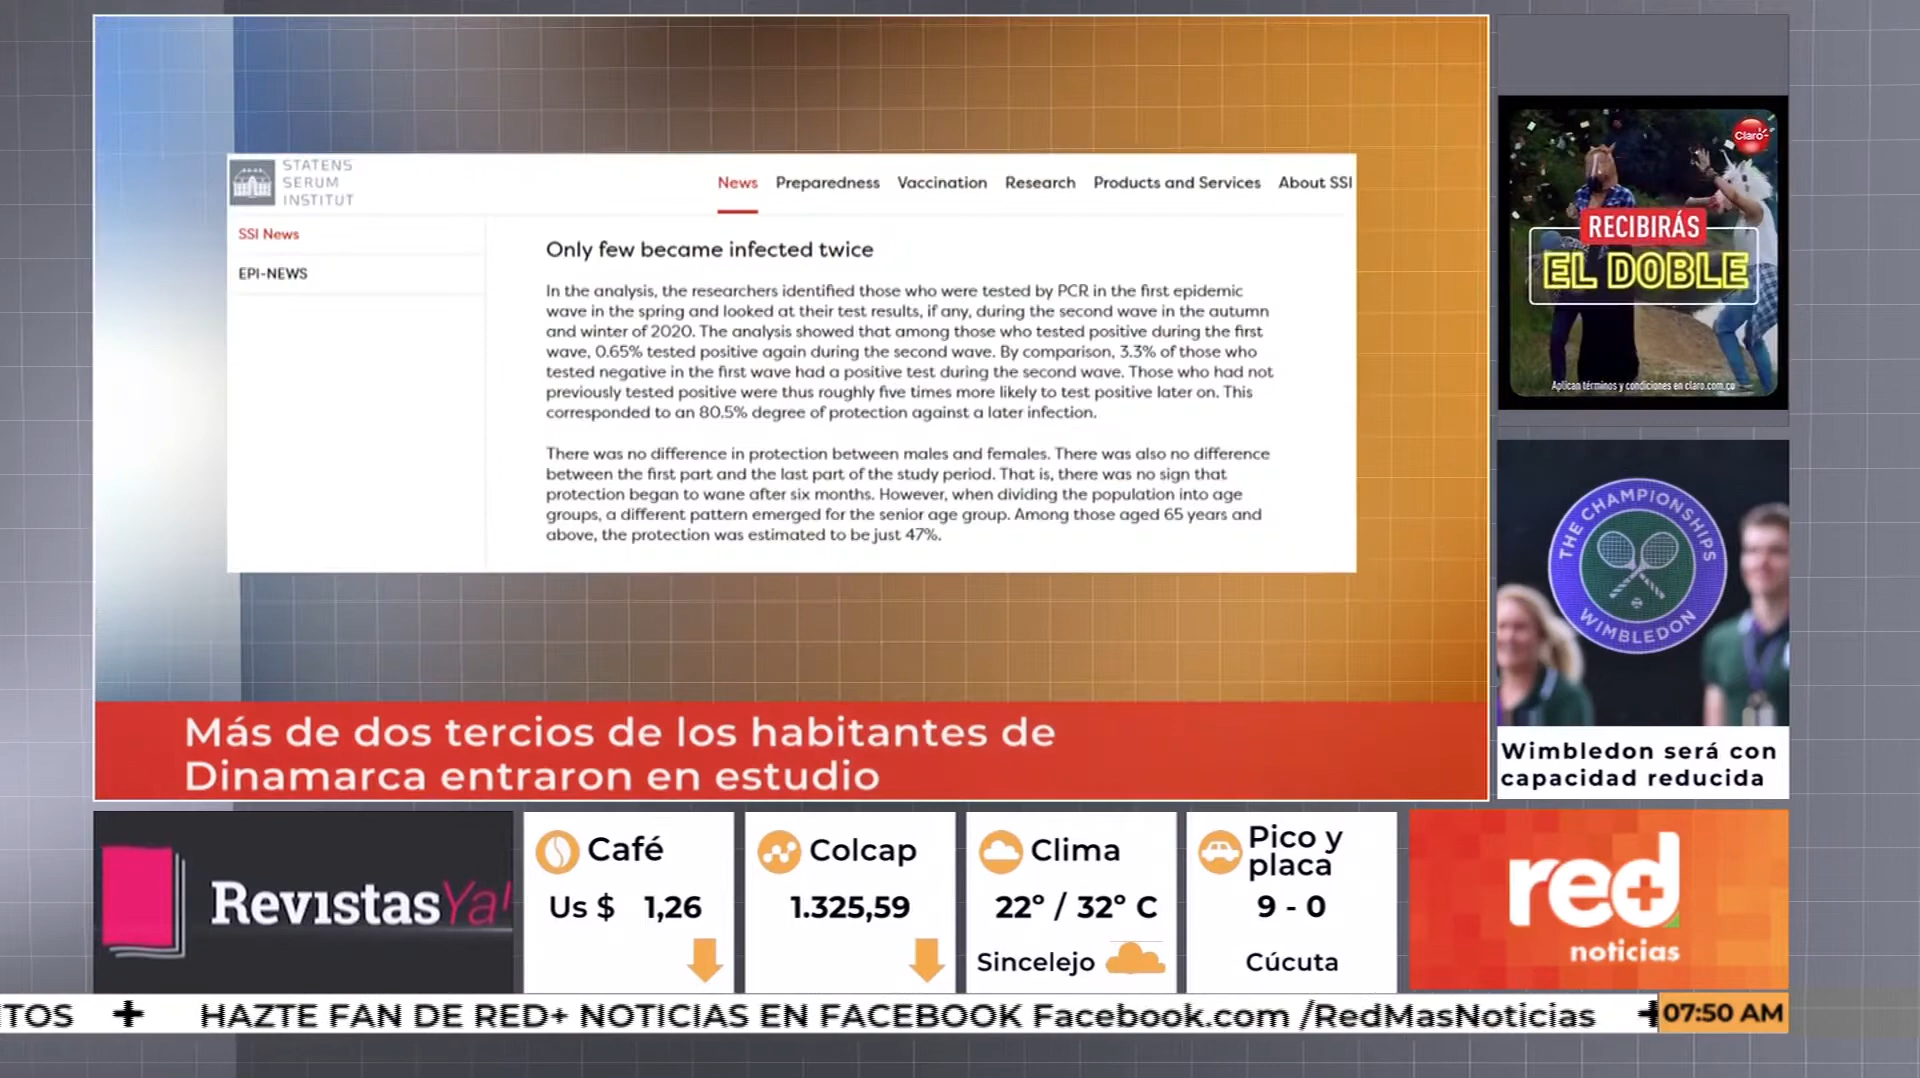 STATENS
SERUM
INSTITUT
News Preparedness Vaccination Research Products and Services About SSI
SSI News
EPI-NEWS
Only few became infected twice
In the analysis, the researchers identified those who were tested by PCR in the first epidemic
wave in the spring and looked at their test results, if any, during the second wave in the autumn
and winter of 2020. The analysis showed that among those who tested positive during the first
wave, 0.65% tested positive again during the second wave. By comparison, 3.3% of those who
tested negative in the first wave had a positive test during the second wave. Those who had not
previously tested positive were thus roughly five times more likely to test positive later on. This
corresponded to an 80.5% degree of protection against a later infection.
There was no difference in protection between males and females. There was also no difference
between the first part and the last part of the study period. That is, there was no sign that
protection began to wane after six months. However, when dividing the population into age
groups, a different pattern emerged for the senior age group. Among those aged 65 years and
above, the protection was estimated to be just 47%.
Más de dos tercios de los habitantes de
Dinamarca entraron en estudio
Claro
RECIBIRÁS
EL DOBLE
Aplican términos y condiciones en claro.com.co
THE CHAMPIONSHIPS
WIMBLEDON
Wimbledon será con
capacidad reducida
RevistasYa!
Café
Us $ 1,26
Colcap
1.325,59
Clima
22º / 32º C
Sincelejo
Pico y
placa
9 - 0
Cúcuta
red+
noticias
TOS + HAZTE FAN DE RED+ NOTICIAS EN FACEBOOK Facebook.com /RedMasNoticias +
07:50 AM